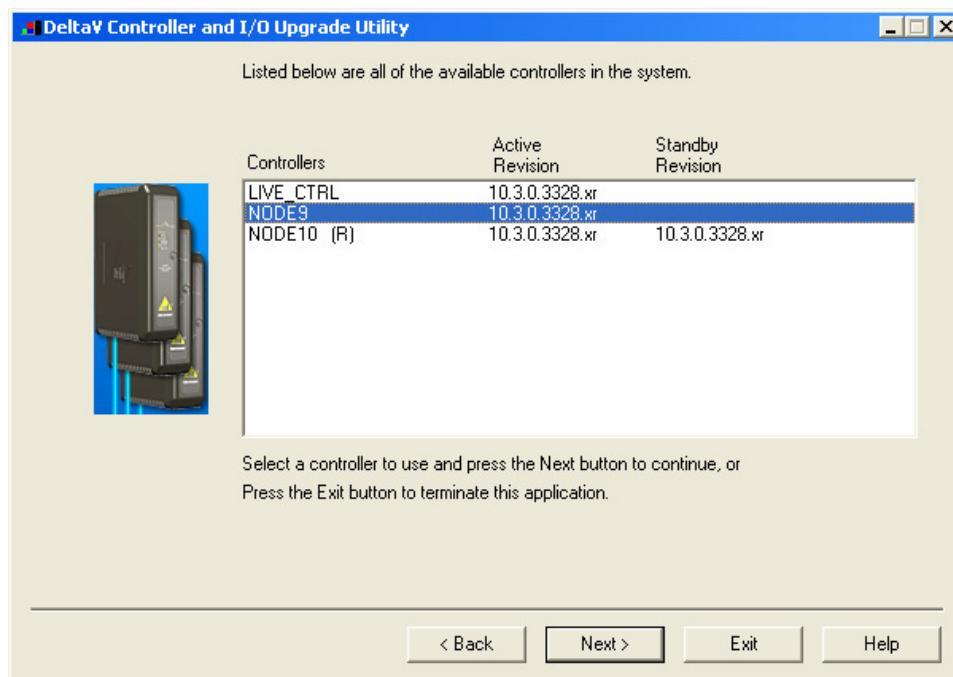 DeltaV Controller and I/O Upgrade Utility
Listed below are all of the available controllers in the system.
Controllers Active Revision Standby Revision
LIVE_CTRL 10.3.0.3328.xr
NODE9 10.3.0.3328.xr
NODE10 (R) 10.3.0.3328.xr 10.3.0.3328.xr
Select a controller to use and press the Next button to continue, or
Press the Exit button to terminate this application.
< Back Next > Exit Help